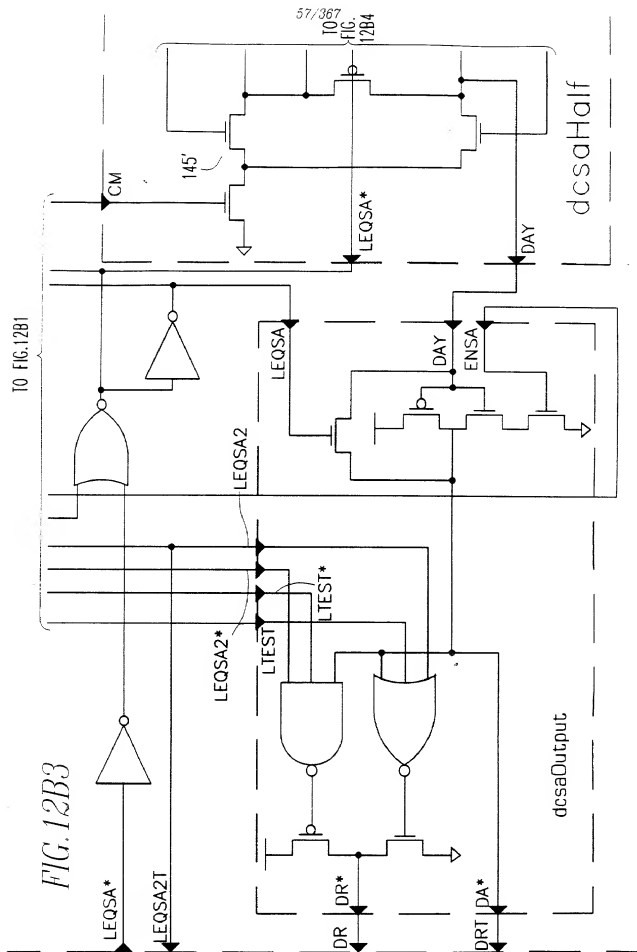 57/367
TO FIG. 12B1
TO
FIG.
12B4
FIG. 12B3
LEQSA*
LEQSA2T
CM
145'
LEQSA*
DAY
dcsaHalf
LEQSA
DAY
ENSA
LEQSA2
LEQSA2*
LTEST
LTEST*
dcsaOutput
DR
DR*
DRT
DA*